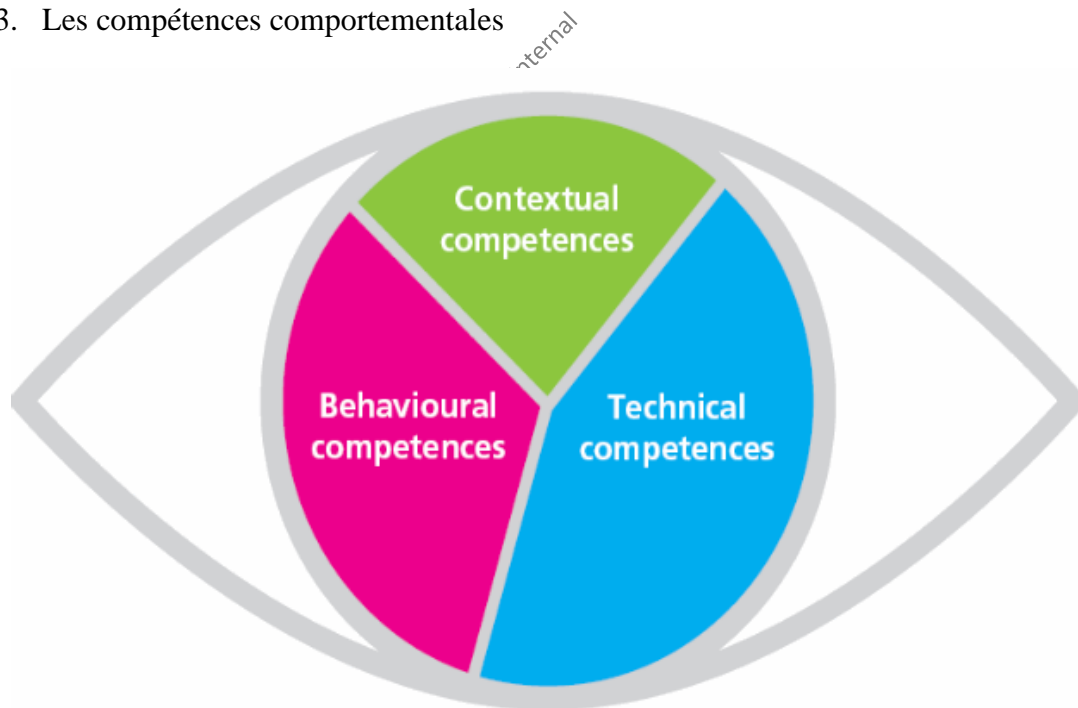 3. Les compétences comportementales
Contextual
competences
Behavioural
competences
Technical
competences